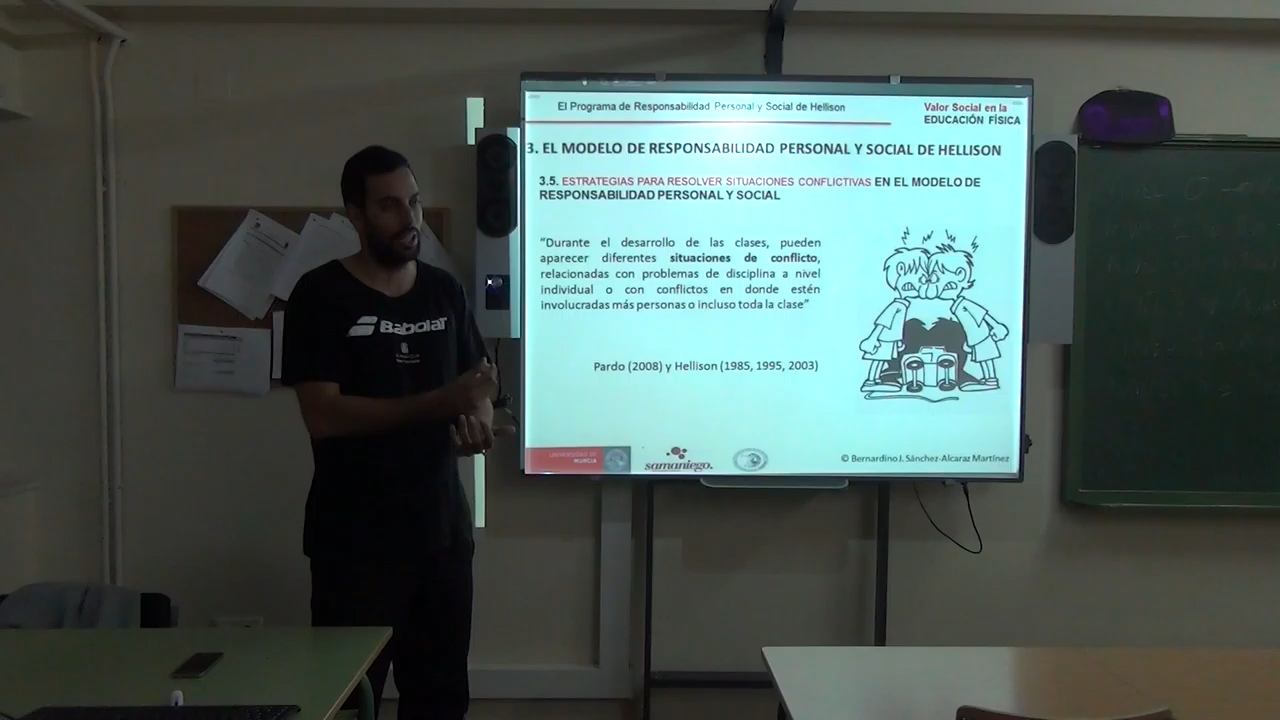 El Programa de Responsabilidad Personal y Social de Hellison
Valor Social en la
EDUCACIÓN FÍSICA
3. EL MODELO DE RESPONSABILIDAD PERSONAL Y SOCIAL DE HELLISON
3.5. ESTRATEGIAS PARA RESOLVER SITUACIONES CONFLICTIVAS EN EL MODELO DE
RESPONSABILIDAD PERSONAL Y SOCIAL
"Durante el desarrollo de las clases, pueden
aparecer diferentes situaciones de conflicto,
relacionadas con problemas de disciplina a nivel
individual o con conflictos en donde estén
involucradas más personas o incluso toda la clase"
Pardo (2008) y Hellison (1985, 1995, 2003)
UNIVERSIDAD DE
MURCIA
samaniego.
© Bernardino J. Sánchez-Alcaraz Martínez
Babolat